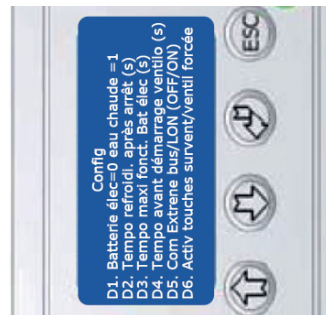 Config
D1. Batterie élec=0 eau chaude =1
D2. Tempo refroidi. après arrêt (s)
D3. Tempo maxi fonct. Bat élec (s)
D4. Tempo avant démarrage ventilo (s)
D5. Com Extrene bus/LON (OFF/ON)
D6. Activ touches survent/ventil forcée
ESC